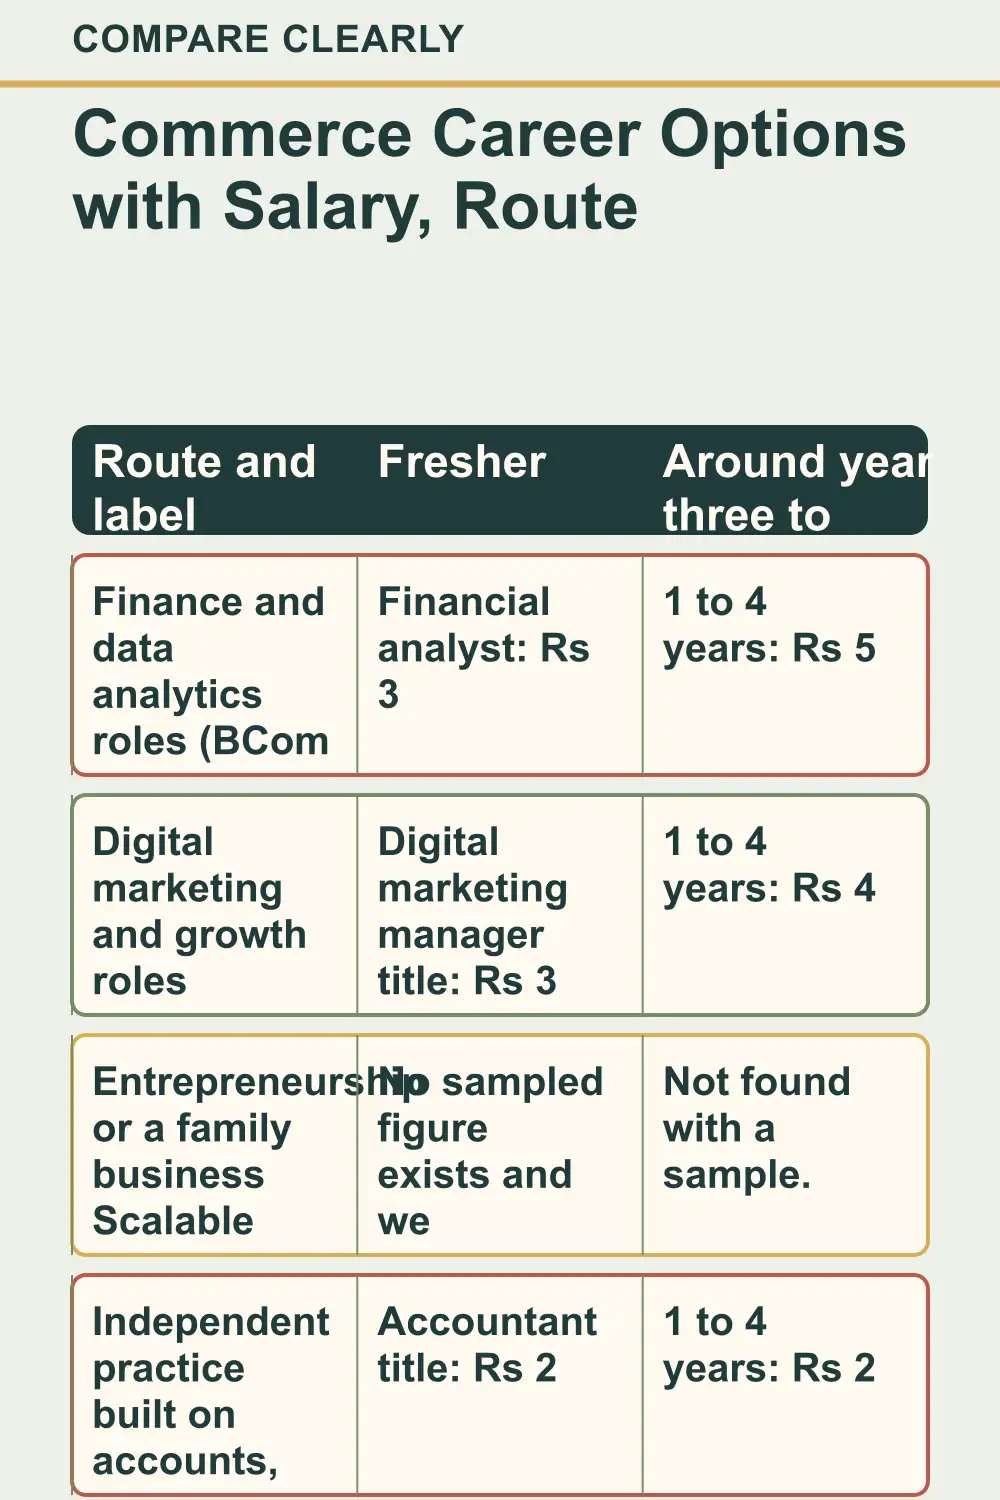 COMPARE CLEARLY
Commerce Career Options
with Salary, Route
Route and
label
Fresher
Around year
three to
Finance and
data
analytics
roles (BCom
Financial
analyst: Rs
3
1 to 4
years: Rs 5
Digital
marketing
and growth
roles
Digital
marketing
manager
title: Rs 3
1 to 4
years: Rs 4
Entrepreneurship
or a family
business
Scalable
No sampled
figure
exists and
we
Not found
with a
sample.
Independent
practice
built on
accounts,
Accountant
title: Rs 2
1 to 4
years: Rs 2